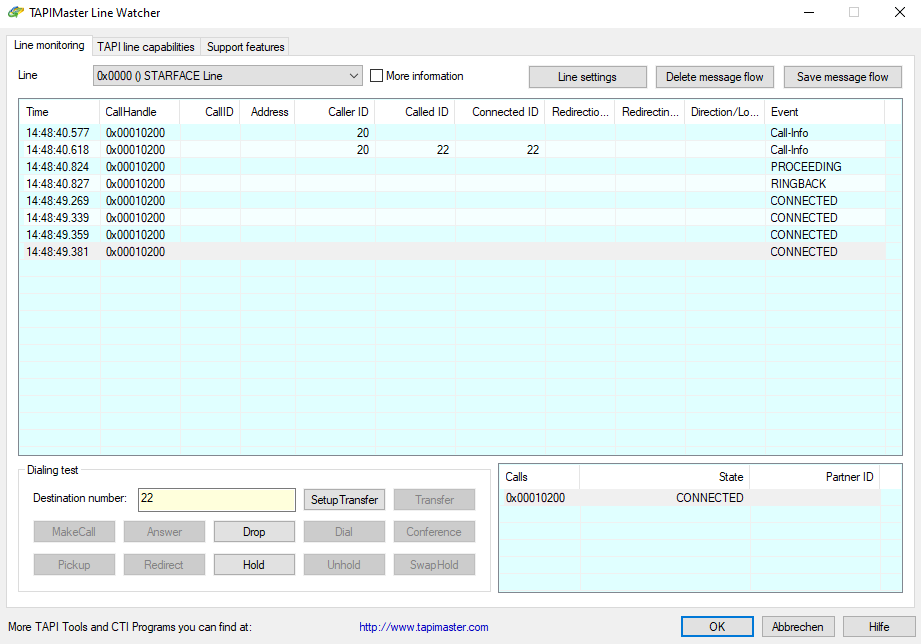 TAPIMaster Line Watcher
Line monitoring TAPI line capabilities Support features
Line 0x0000 () STARFACE Line More information Line settings Delete message flow Save message flow
Time CallHandle CallID Address Caller ID Called ID Connected ID Redirectio... Redirectin... Direction/Lo... Event
14:48:40.577 0x00010200 20 Call-Info
14:48:40.618 0x00010200 20 22 22 Call-Info
14:48:40.824 0x00010200 PROCEEDING
14:48:40.827 0x00010200 RINGBACK
14:48:49.269 0x00010200 CONNECTED
14:48:49.339 0x00010200 CONNECTED
14:48:49.359 0x00010200 CONNECTED
14:48:49.381 0x00010200 CONNECTED
Dialing test
Destination number: 22 SetupTransfer Transfer
MakeCall Answer Drop Dial Conference
Pickup Redirect Hold Unhold SwapHold
Calls State Partner ID
0x00010200 CONNECTED
More TAPI Tools and CTI Programs you can find at: http://www.tapimaster.com OK Abbrechen Hilfe